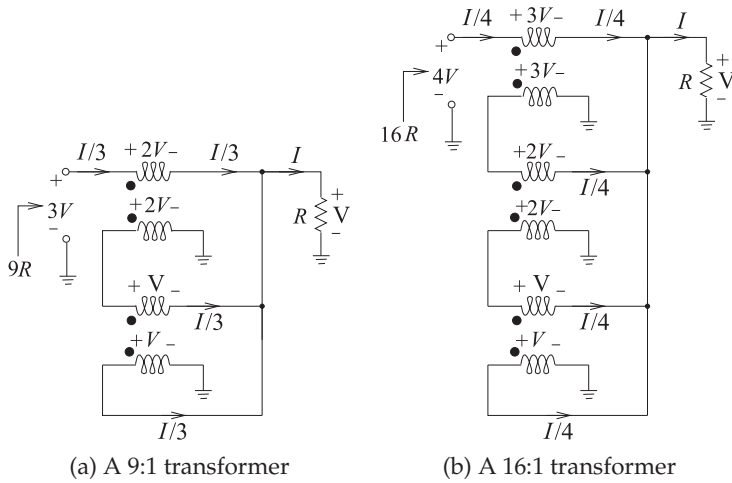 I/3
+ 2V –
I/3
I
+
3V
–
9R
+ 2V –
R
+
V
–
+ V –
I/3
+ V –
I/3
(a) A 9:1 transformer
I/4
+ 3V –
I/4
I
+
4V
–
16R
+ 3V –
R
+
V
–
+ 2V –
I/4
+ 2V –
+ V –
I/4
+ V –
I/4
(b) A 16:1 transformer